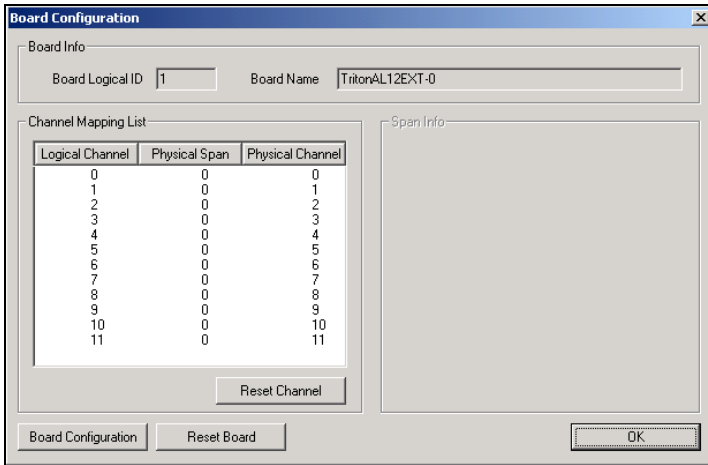 Board Configuration
Board Info
Board Logical ID 1 Board Name TritonAL12EXT-0
Channel Mapping List
Span Info
Logical Channel Physical Span Physical Channel
0 0 0
1 0 1
2 0 2
3 0 3
4 0 4
5 0 5
6 0 6
7 0 7
8 0 8
9 0 9
10 0 10
11 0 11
Reset Channel
Board Configuration Reset Board OK